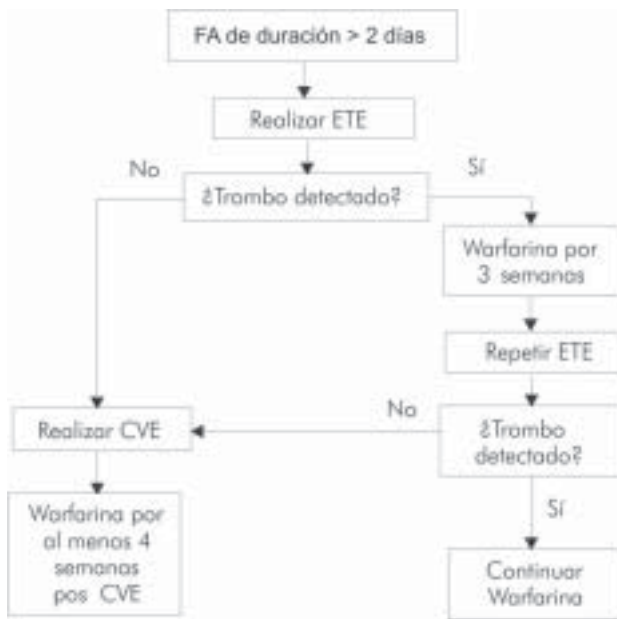 FA de duración > 2 días
Realizar ETE
No
Sí
¿Trombo detectado?
Warfarina por
3 semanas
Repetir ETE
No
Realizar CVE
¿Trombo
detectado?
Sí
Warfarina por
al menos 4
semanas
pos CVE
Continuar
Warfarina